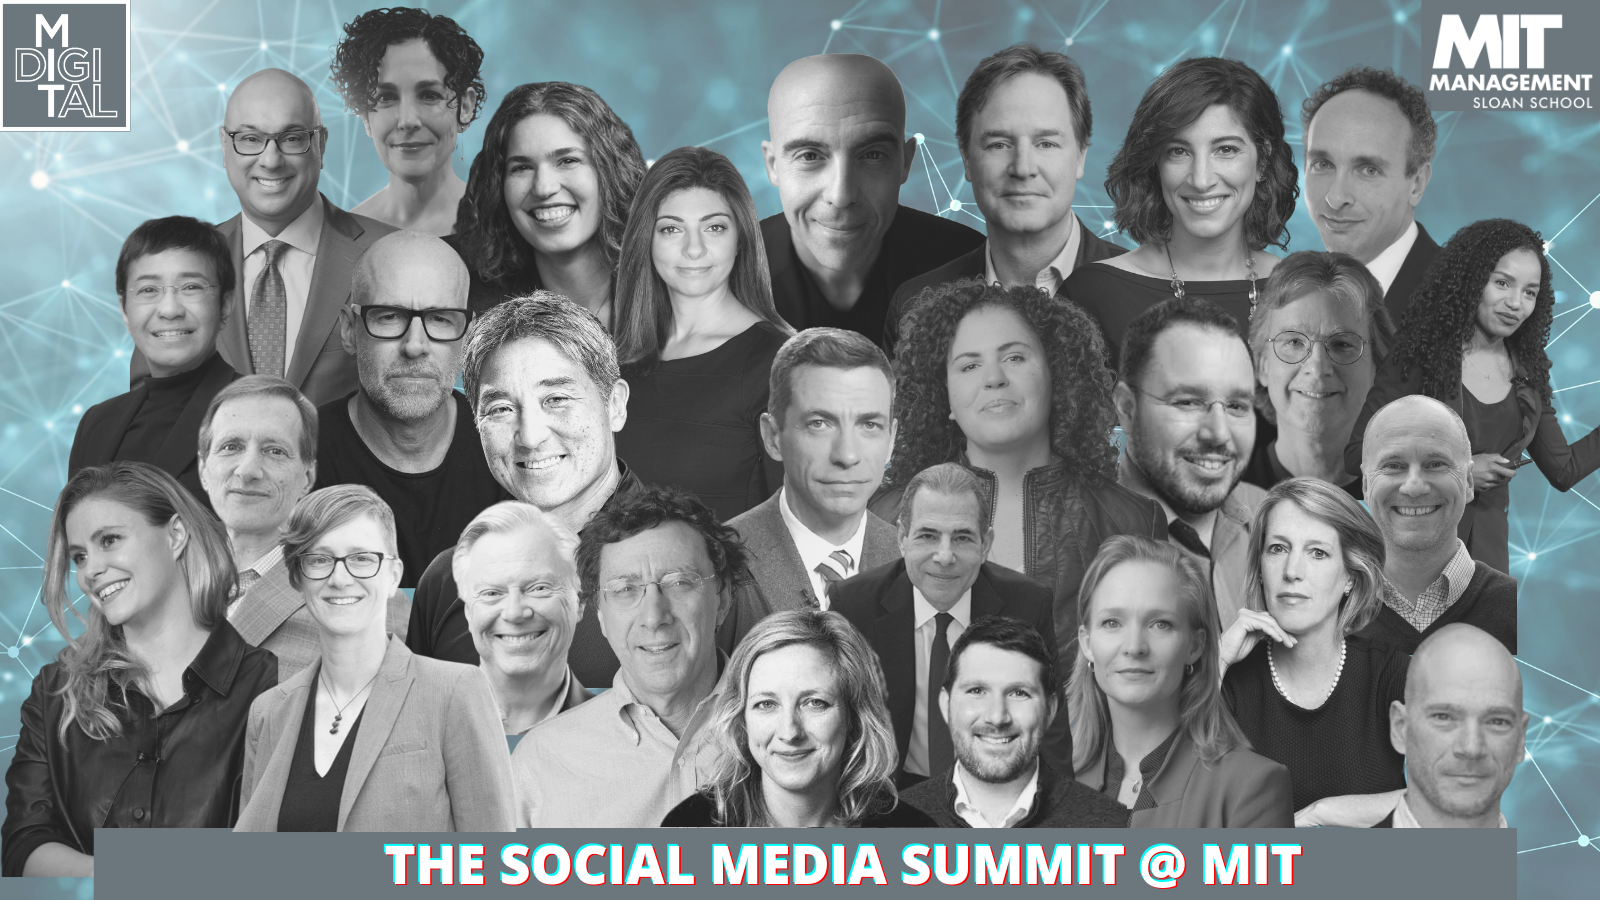 M
DIGI
TAL
MIT
MANAGEMENT
SLOAN SCHOOL
THE SOCIAL MEDIA SUMMIT @ MIT